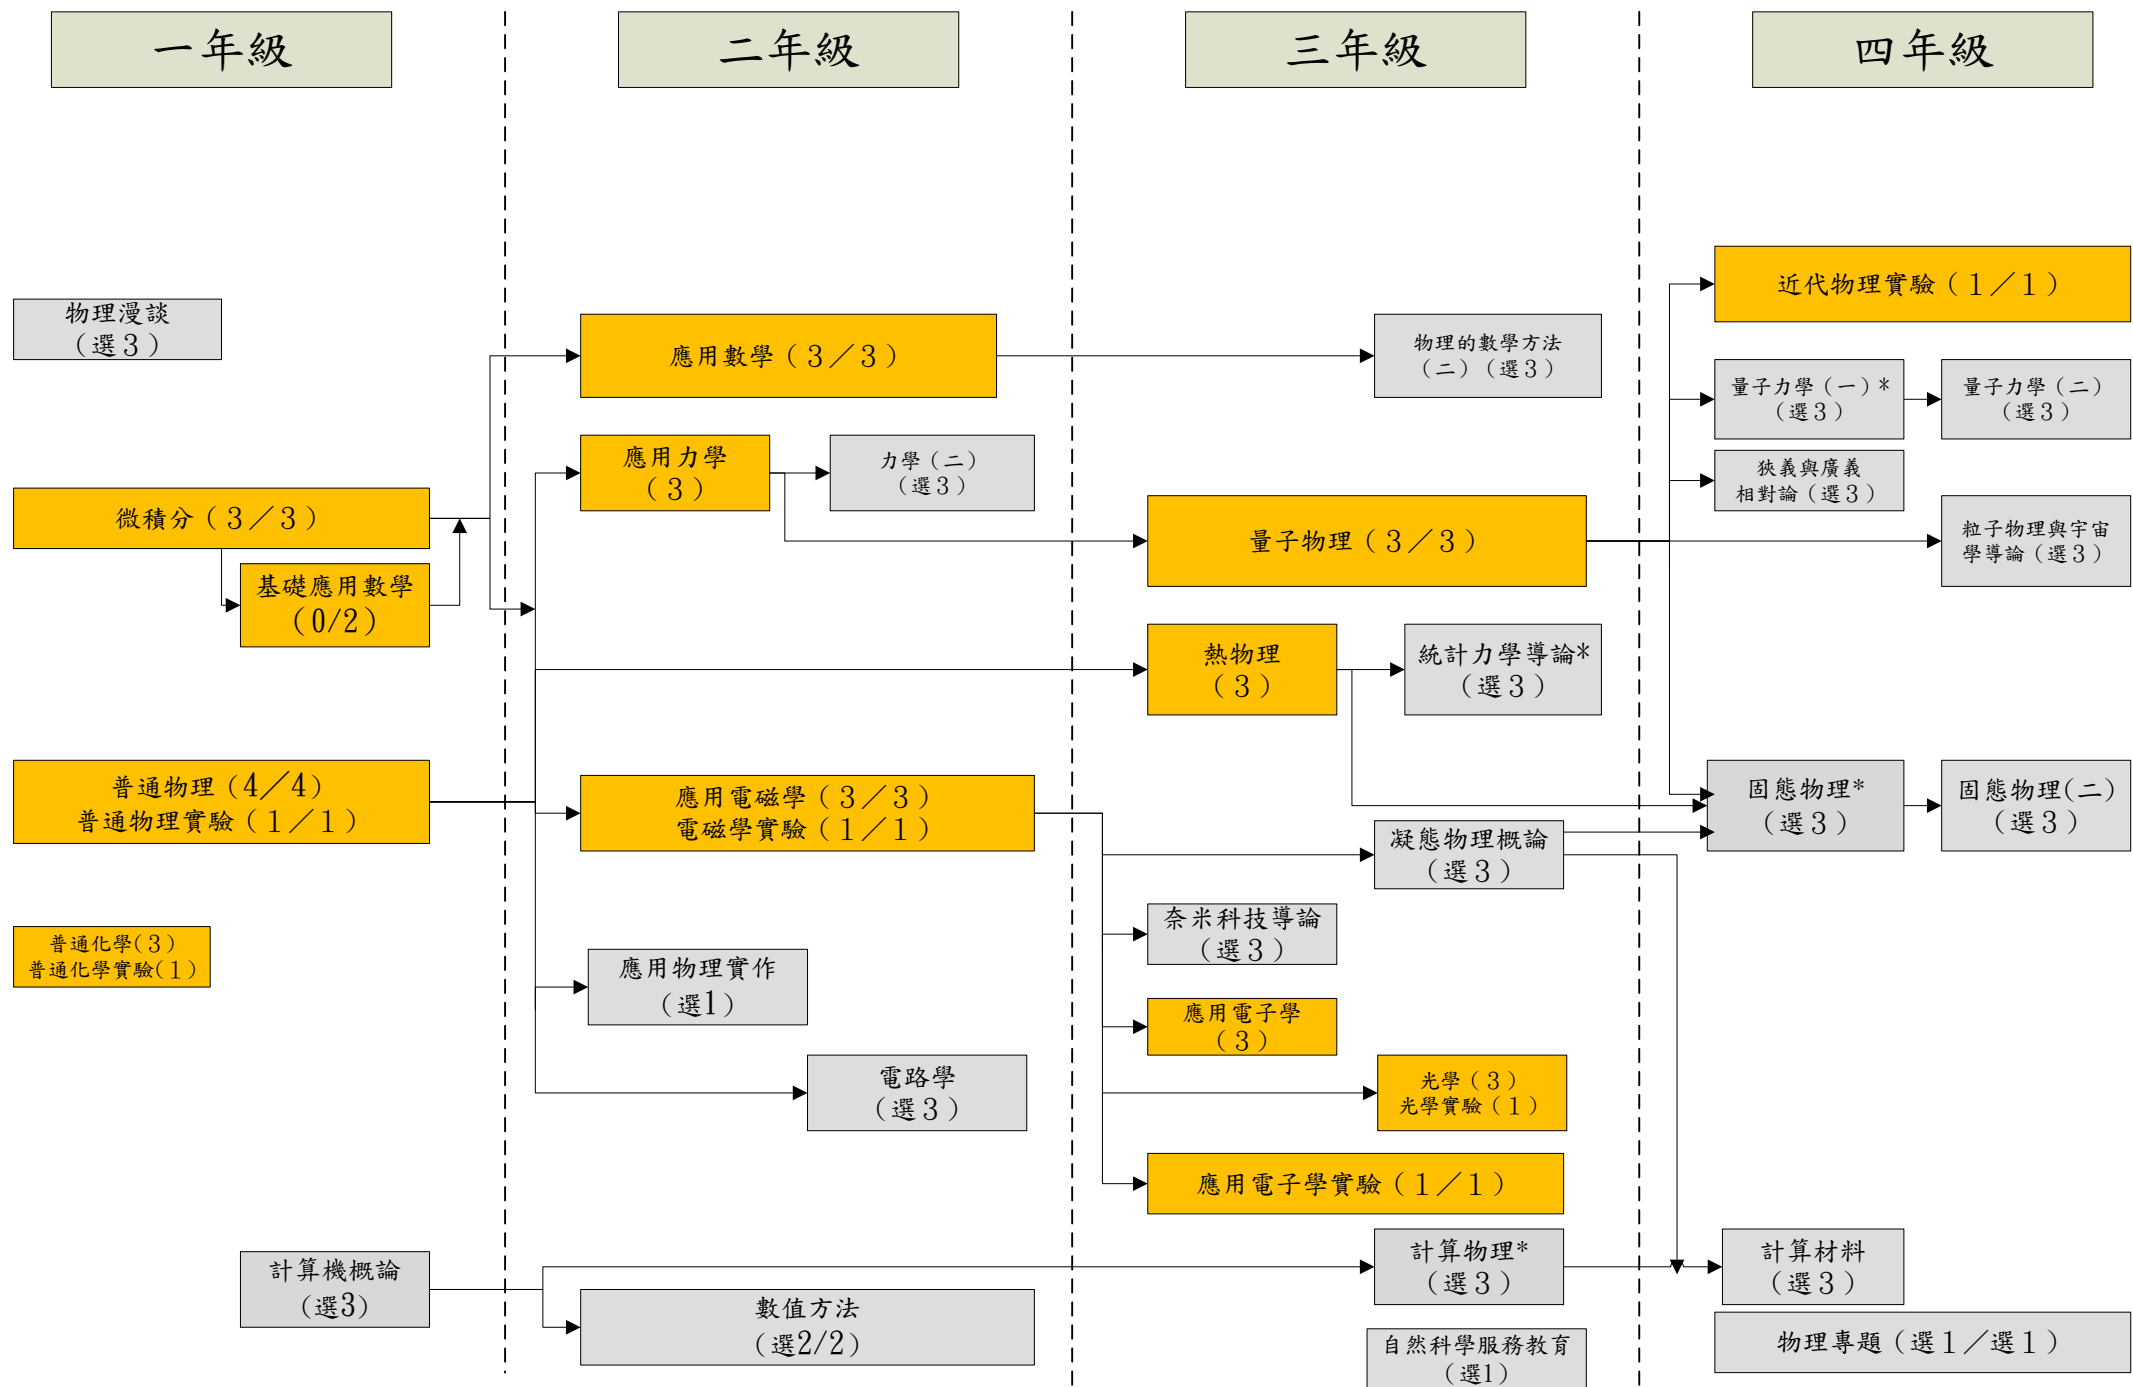 一年級
二年級
三年級
四年級
物理漫談
（選３）
微積分（３／３）
基礎應用數學
（0/2）
普通物理（4／4）
普通物理實驗（１／１）
普通化學(３)
普通化學實驗(１)
計算機概論
（選3）
應用數學（３／３）
應用力學
（３）
力學（二）
（選３）
應用電磁學（３／３）
電磁學實驗（１／１）
應用物理實作
（選1）
電路學
（選３）
數值方法
（選2/2）
物理的數學方法
（二）（選３）
量子物理（３／３）
熱物理
（３）
統計力學導論*
（選３）
凝態物理概論
（選３）
奈米科技導論
（選３）
應用電子學
（３）
光學（３）
光學實驗（１）
應用電子學實驗（１／１）
計算物理*
（選３）
自然科學服務教育
（選1）
近代物理實驗（１／１）
量子力學（一）*
（選３）
量子力學（二）
（選３）
狹義與廣義
相對論（選３）
粒子物理與宇宙
學導論（選３）
固態物理*
（選３）
固態物理(二)
（選３）
計算材料
（選３）
物理專題（選１／選１）